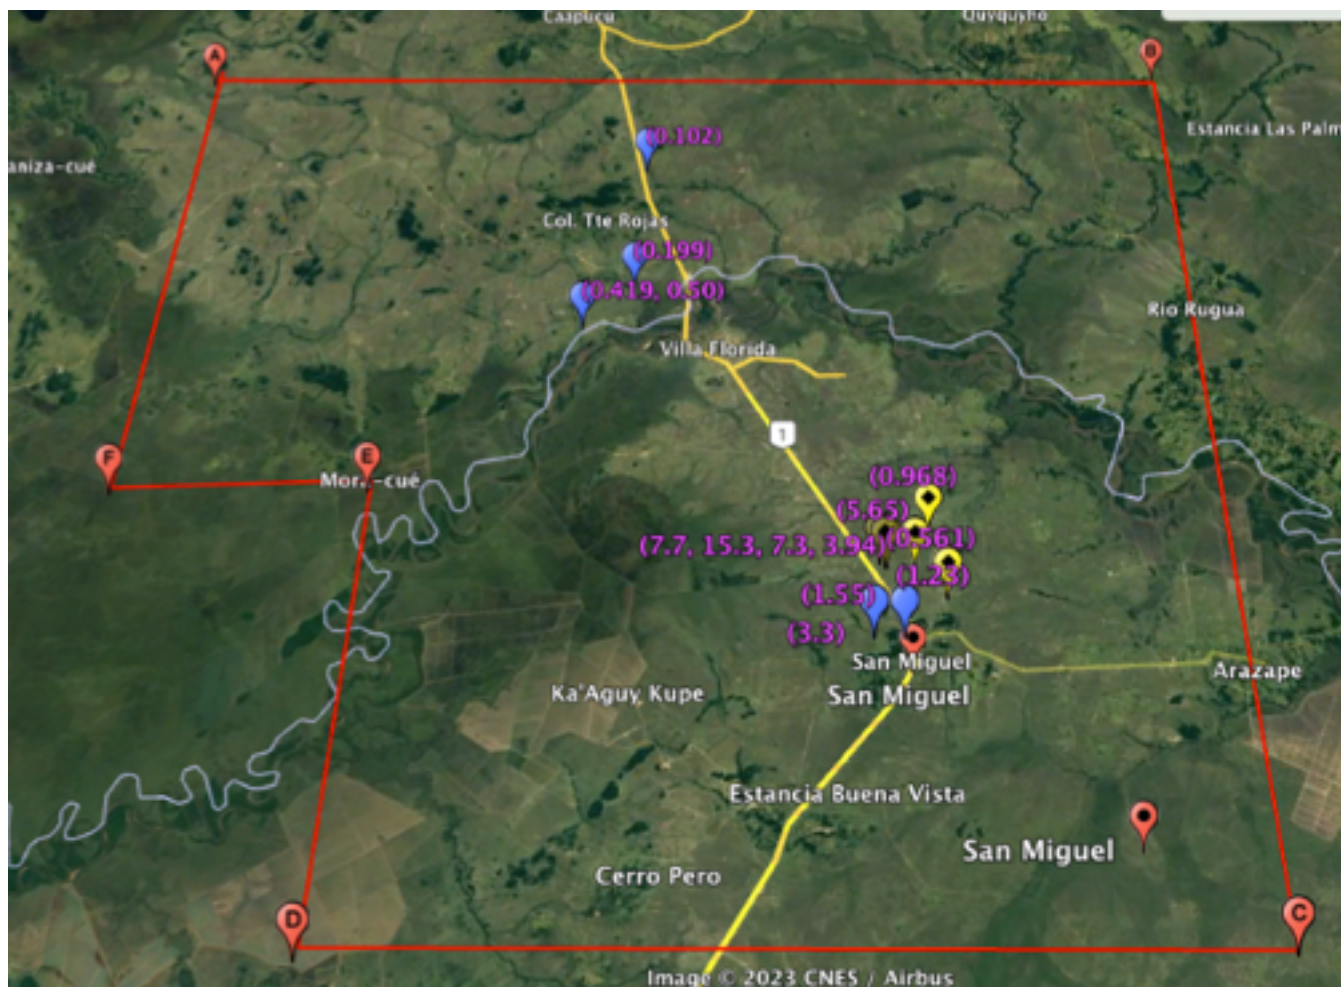 Caapucu
Quyquyho
A
B
(0.102)
Estancia Las Palm
aniza-cué
Col. Tte Rojas
(0.199)
(0.419, 0.50)
Rio Rugua
Villa Florida
1
F
E
Mora-cué
(0.968)
(5.65)
(7.7, 15.3, 7.3, 3.94)
(0.561)
(1.23)
(1.55)
(3.3)
San Miguel
Arazape
Ka'Aguy Kupe
San Miguel
Estancia Buena Vista
San Miguel
Cerro Pero
D
C
Image © 2023 CNES / Airbus